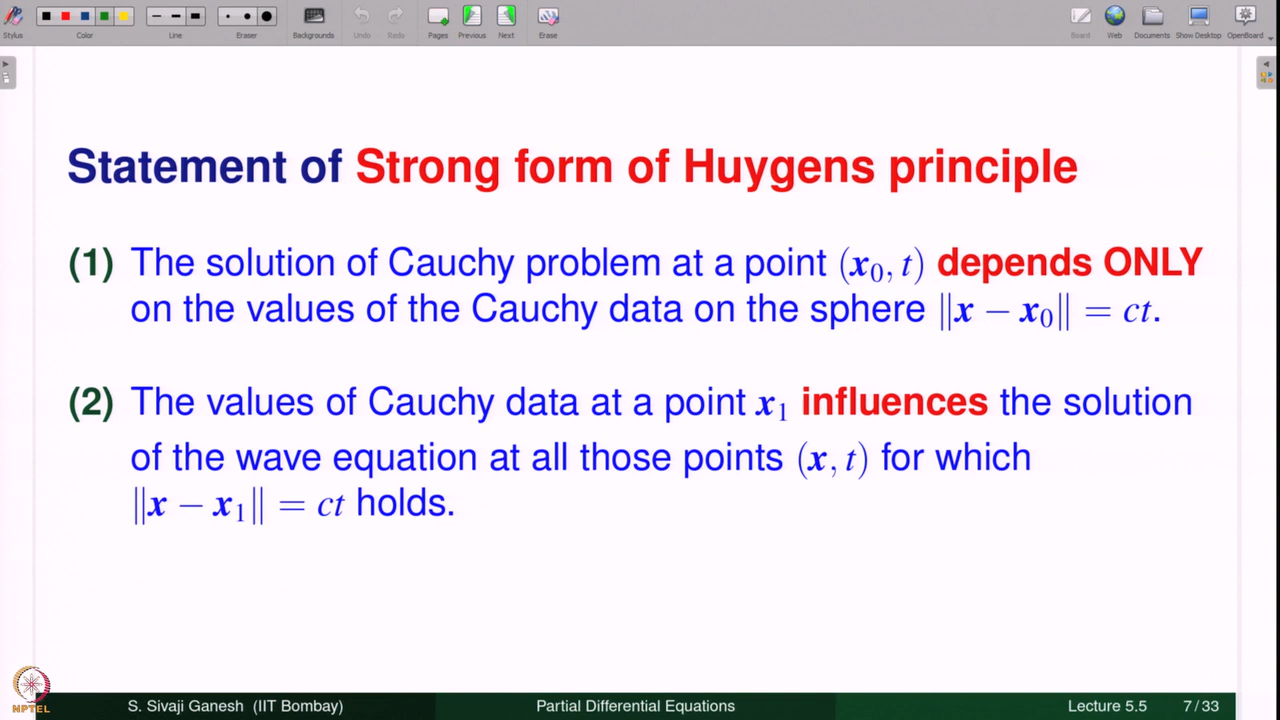 Stylus Color Line Eraser Backgrounds Undo Redo Pages Previous Next Erase Board Web Documents Show Desktop OpenBoard
Statement of Strong form of Huygens principle
(1) The solution of Cauchy problem at a point (x₀, t) depends ONLY
on the values of the Cauchy data on the sphere ‖x − x₀‖ = ct.
(2) The values of Cauchy data at a point x₁ influences the solution
of the wave equation at all those points (x, t) for which
‖x − x₁‖ = ct holds.
NPTEL
S. Sivaji Ganesh (IIT Bombay) Partial Differential Equations Lecture 5.5 7 / 33